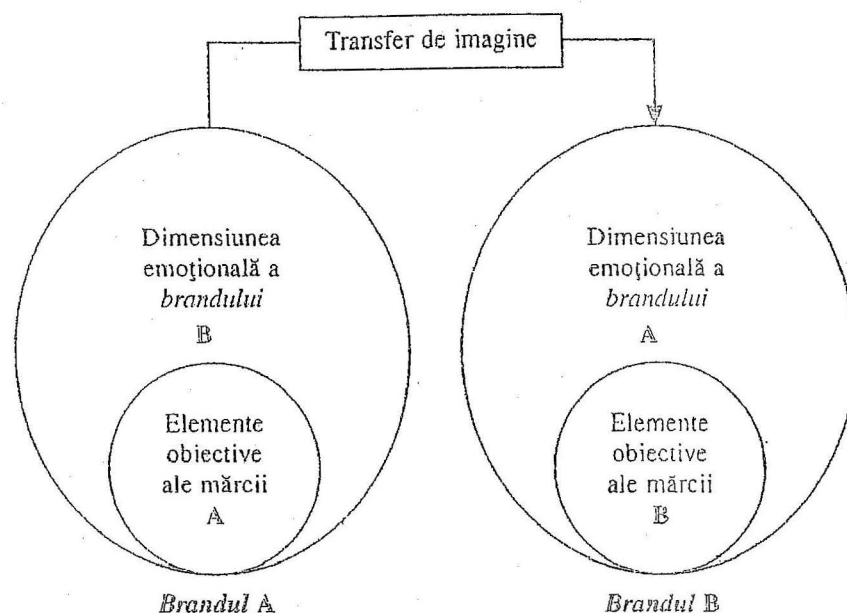 Transfer de imagine
Dimensiunea
emoţională a
brandului
B
Elemente
obiective
ale mărcii
A
Brandul A
Dimensiunea
emoţională a
brandului
A
Elemente
obiective
ale mărcii
B
Brandul B